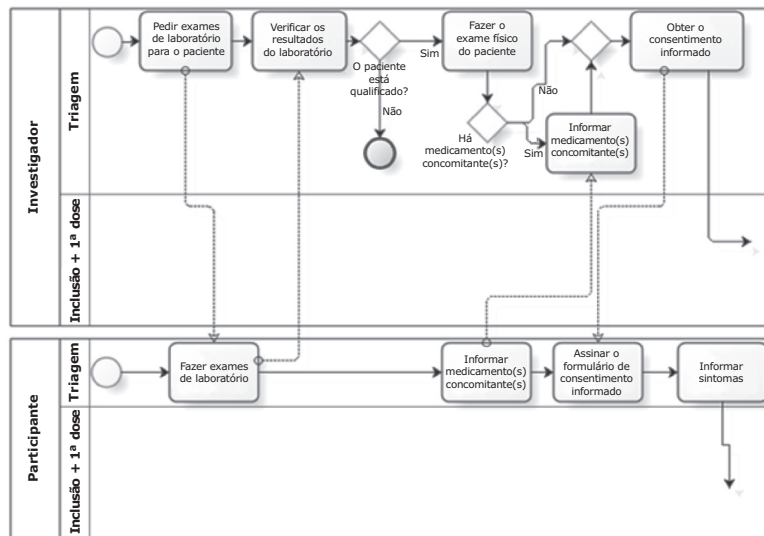 Investigador
Triagem
Pedir exames
de laboratório
para o paciente
Verificar os
resultados
do laboratório
O paciente
está
qualificado?
Sim
Não
Fazer o
exame físico
do paciente
Há
medicamento(s)
concomitante(s)?
Não
Sim
Informar
medicamento(s)
concomitante(s)
Obter o
consentimento
informado
Inclusão + 1ª dose
Participante
Triagem
Fazer exames
de laboratório
Informar
medicamento(s)
concomitante(s)
Assinar o
formulário de
consentimento
informado
Informar
sintomas
Inclusão + 1ª dose